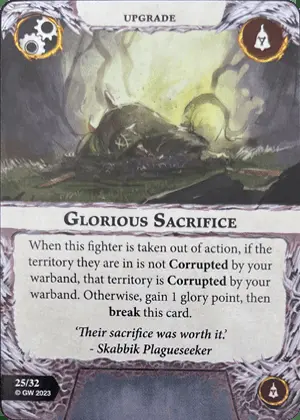 UPGRADE
GLORIOUS SACRIFICE
When this fighter is taken out of action, if the
territory they are in is not Corrupted by your
warband, that territory is Corrupted by your
warband. Otherwise, gain 1 glory point, then
break this card.
'Their sacrifice was worth it.'
- Skabbik Plagueseeker
25/32
© GW 2023